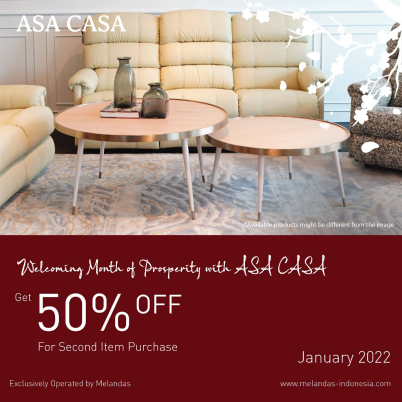 ASA CASA
*Available products might be different from the image
Welcoming Month of Prosperity with ASA CASA
Get 50% OFF
For Second Item Purchase
January 2022
Exclusively Operated by Melandas
www.melandas-indonesia.com